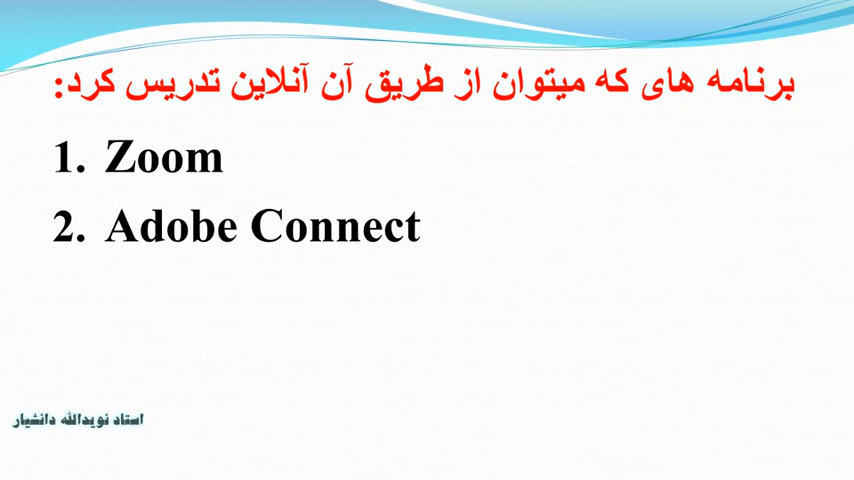 برنامه های که میتوان از طریق آن آنلاین تدریس کرد:
1. Zoom
2. Adobe Connect
استاد نویدالله دانشیار